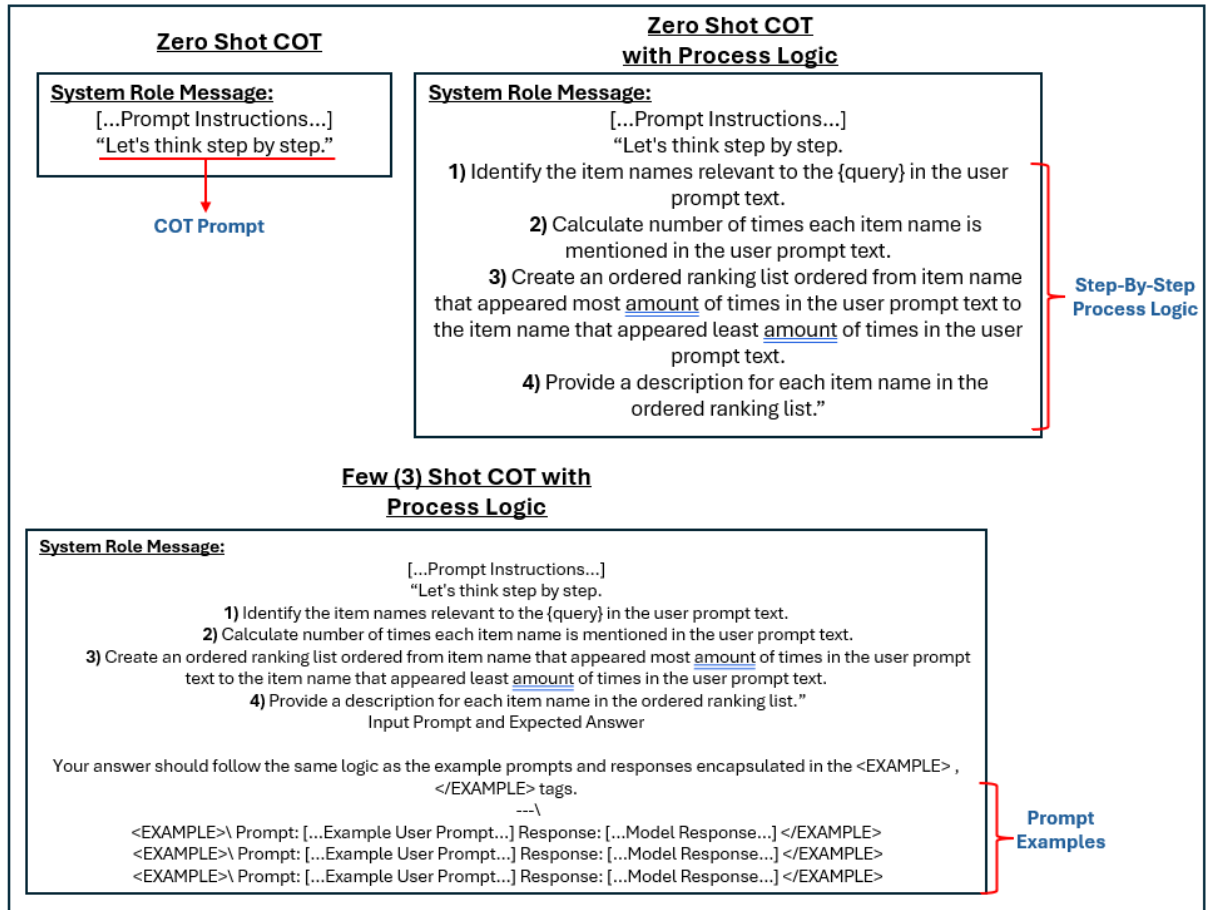 Zero Shot COT
System Role Message:
[...Prompt Instructions...]
“Let's think step by step.”
COT Prompt
Zero Shot COT
with Process Logic
System Role Message:
[...Prompt Instructions...]
“Let's think step by step.
1) Identify the item names relevant to the {query} in the user
prompt text.
2) Calculate number of times each item name is
mentioned in the user prompt text.
3) Create an ordered ranking list ordered from item name
that appeared most amount of times in the user prompt text to
the item name that appeared least amount of times in the user
prompt text.
4) Provide a description for each item name in the
ordered ranking list.”
Step-By-Step
Process Logic
Few (3) Shot COT with
Process Logic
System Role Message:
[...Prompt Instructions...]
“Let's think step by step.
1) Identify the item names relevant to the {query} in the user prompt text.
2) Calculate number of times each item name is mentioned in the user prompt text.
3) Create an ordered ranking list ordered from item name that appeared most amount of times in the user prompt
text to the item name that appeared least amount of times in the user prompt text.
4) Provide a description for each item name in the ordered ranking list.”
Input Prompt and Expected Answer
Your answer should follow the same logic as the example prompts and responses encapsulated in the <EXAMPLE> ,
</EXAMPLE> tags.
---\
<EXAMPLE>\ Prompt: [...Example User Prompt...] Response: [...Model Response...] </EXAMPLE>
<EXAMPLE>\ Prompt: [...Example User Prompt...] Response: [...Model Response...] </EXAMPLE>
<EXAMPLE>\ Prompt: [...Example User Prompt...] Response: [...Model Response...] </EXAMPLE>
Prompt
Examples